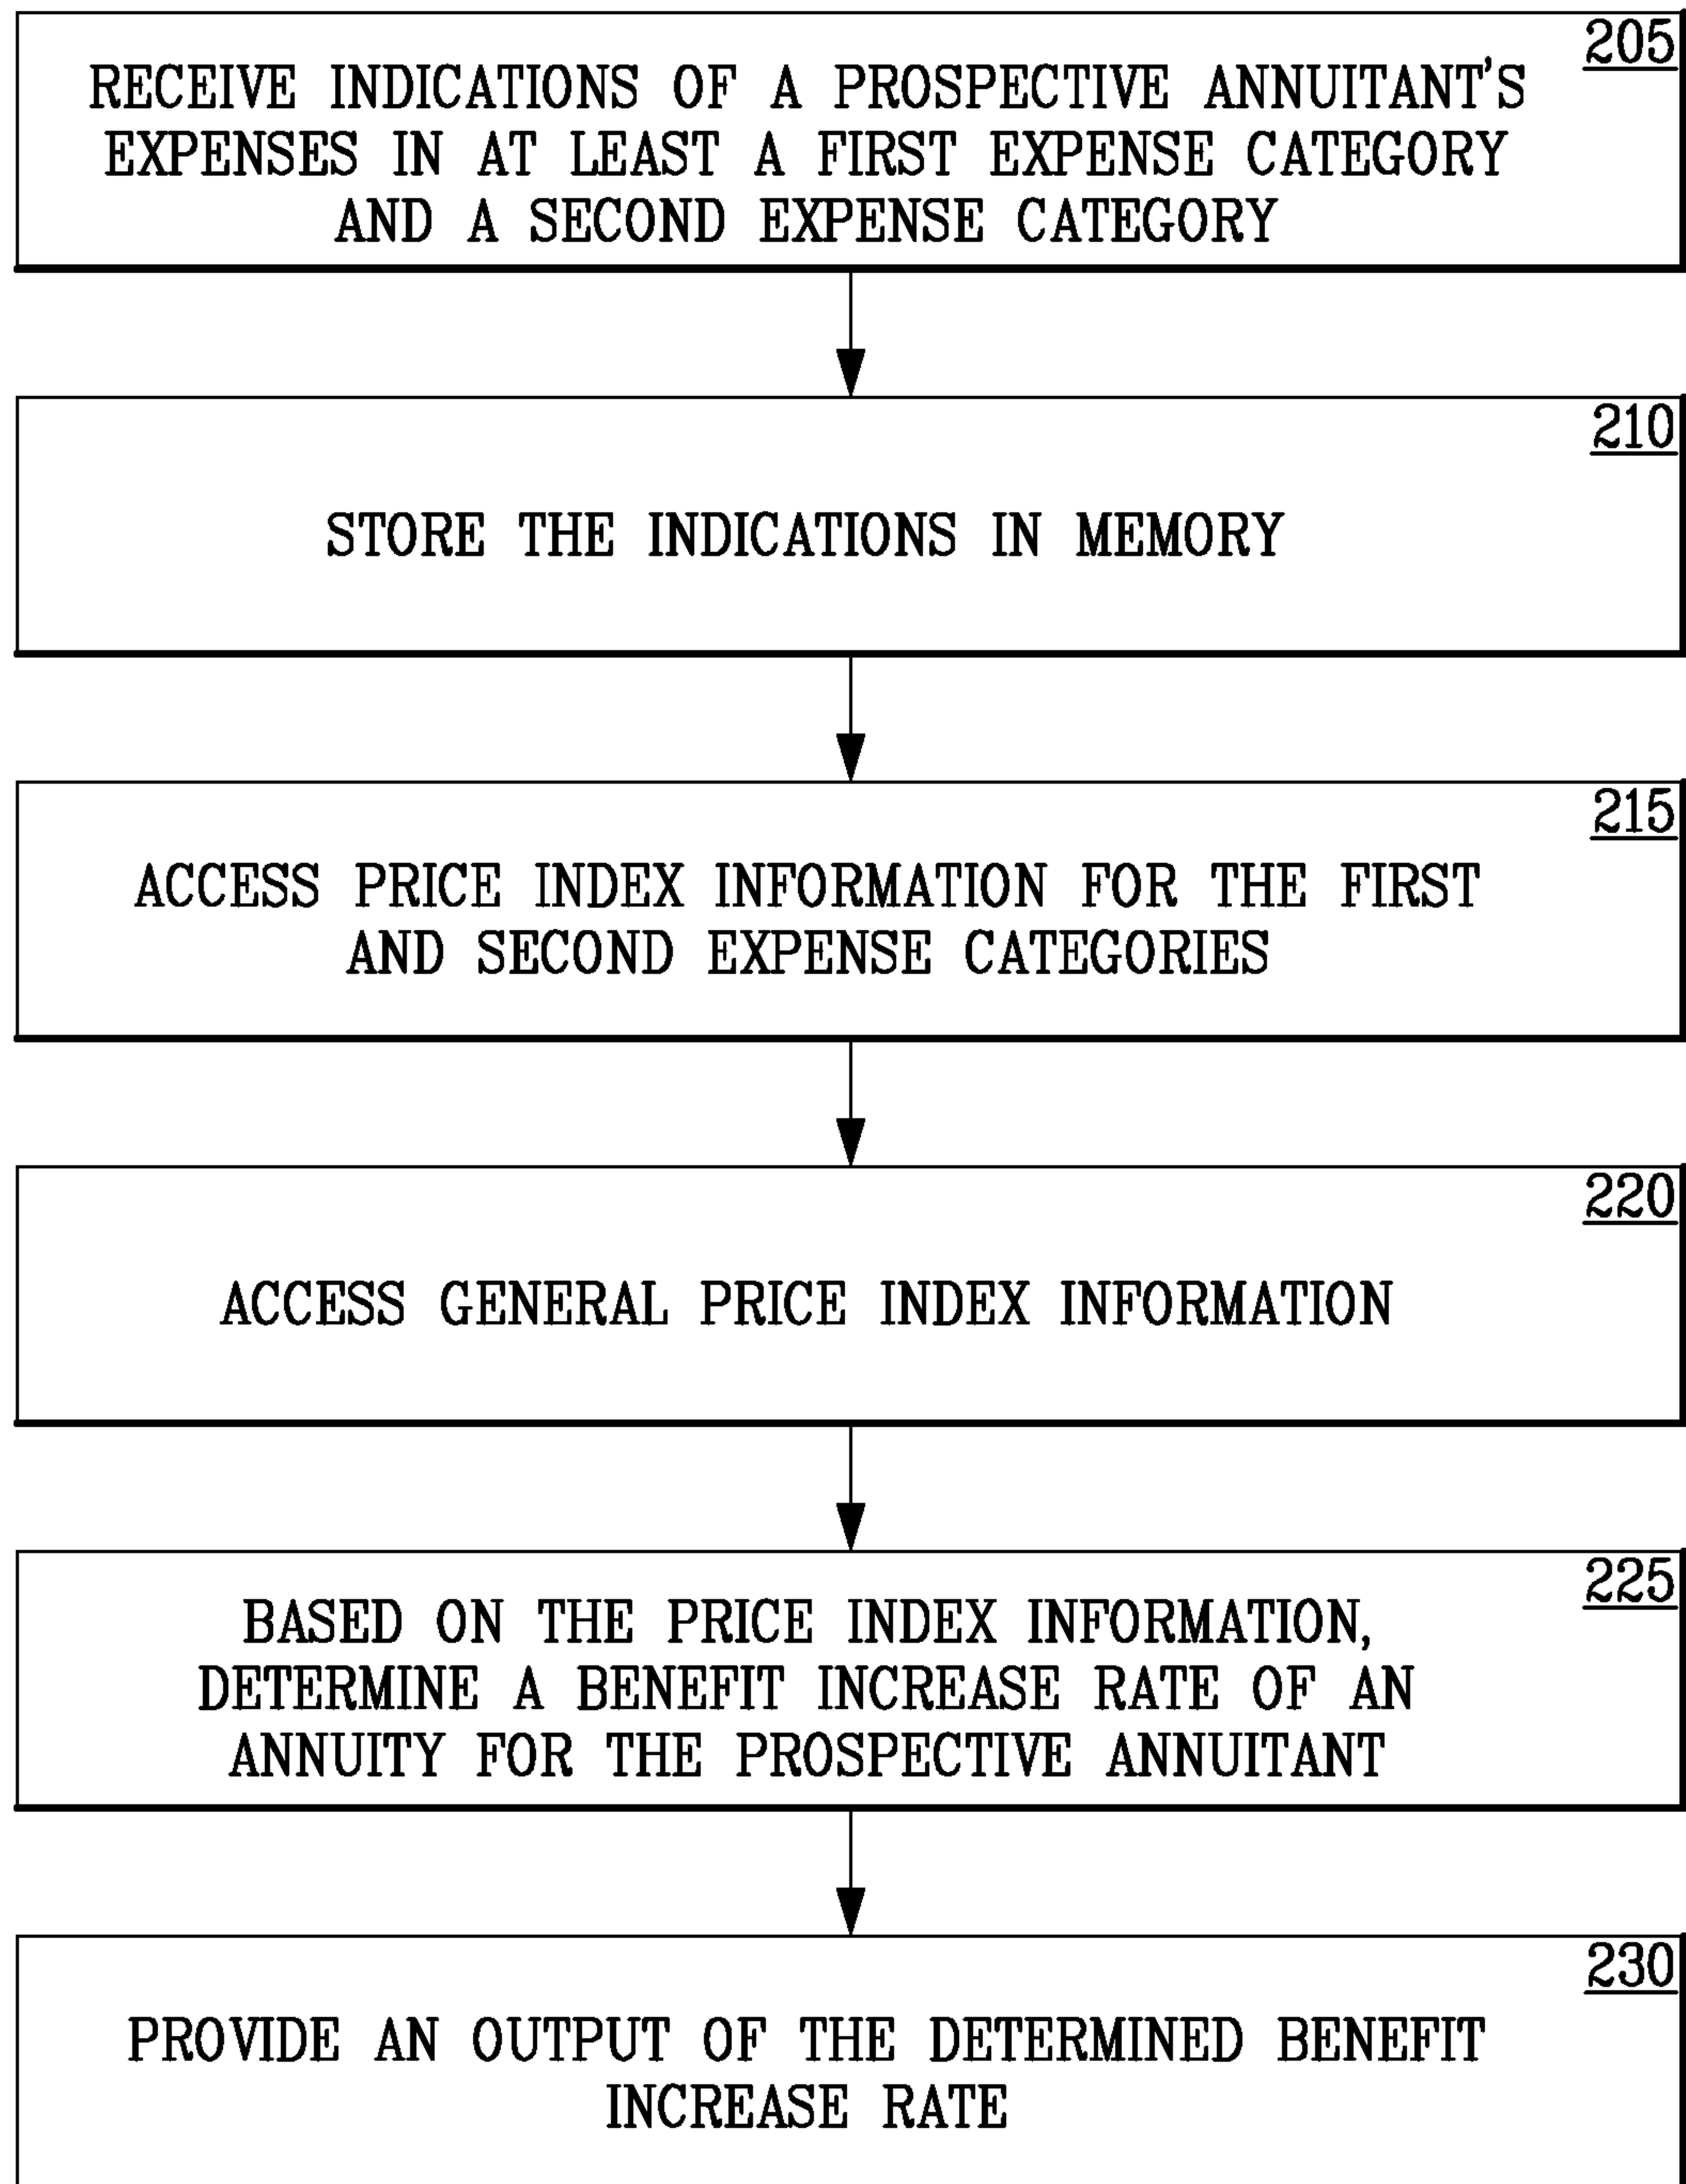 205
RECEIVE INDICATIONS OF A PROSPECTIVE ANNUITANT'S
EXPENSES IN AT LEAST A FIRST EXPENSE CATEGORY
AND A SECOND EXPENSE CATEGORY
210
STORE THE INDICATIONS IN MEMORY
215
ACCESS PRICE INDEX INFORMATION FOR THE FIRST
AND SECOND EXPENSE CATEGORIES
220
ACCESS GENERAL PRICE INDEX INFORMATION
225
BASED ON THE PRICE INDEX INFORMATION,
DETERMINE A BENEFIT INCREASE RATE OF AN
ANNUITY FOR THE PROSPECTIVE ANNUITANT
230
PROVIDE AN OUTPUT OF THE DETERMINED BENEFIT
INCREASE RATE